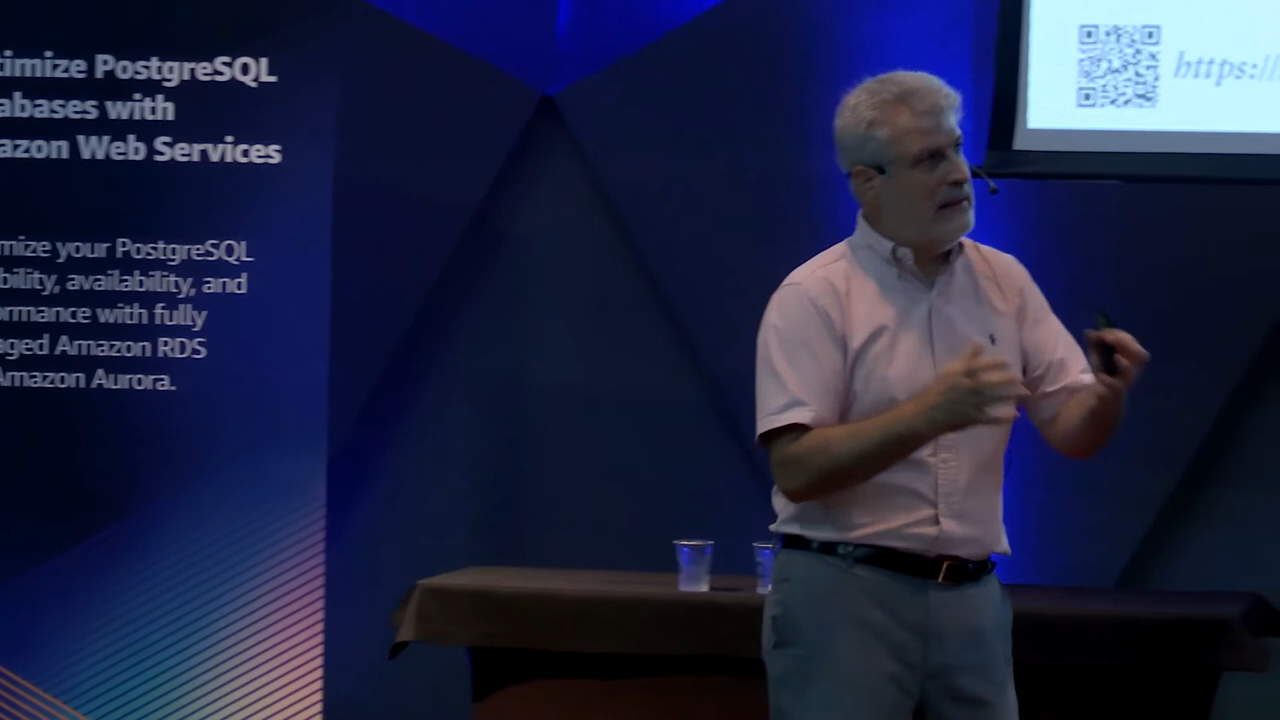 timize PostgreSQL
abases with
azon Web Services
mize your PostgreSQL
bility, availability, and
ormance with fully
aged Amazon RDS
Amazon Aurora.
https://